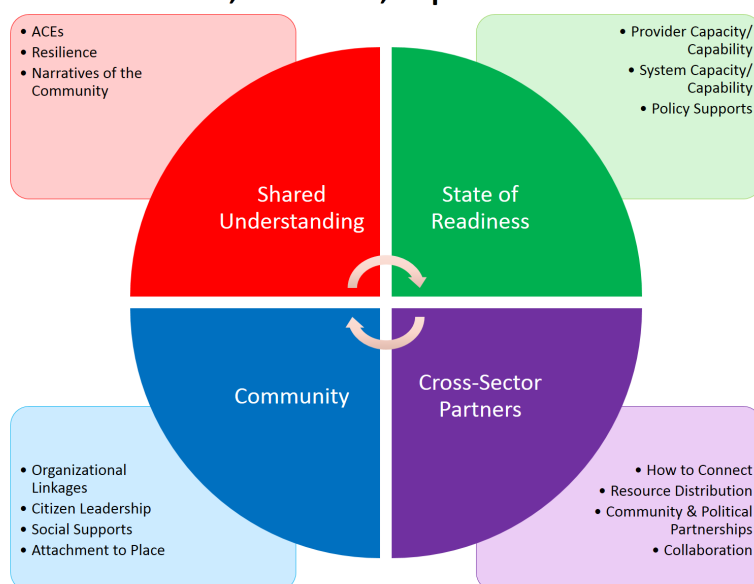 • ACEs
• Resilience
• Narratives of the
Community
• Provider Capacity/
Capability
• System Capacity/
Capability
• Policy Supports
Shared
Understanding
State of
Readiness
Community
Cross-Sector
Partners
• Organizational
Linkages
• Citizen Leadership
• Social Supports
• Attachment to Place
• How to Connect
• Resource Distribution
• Community & Political
Partnerships
• Collaboration